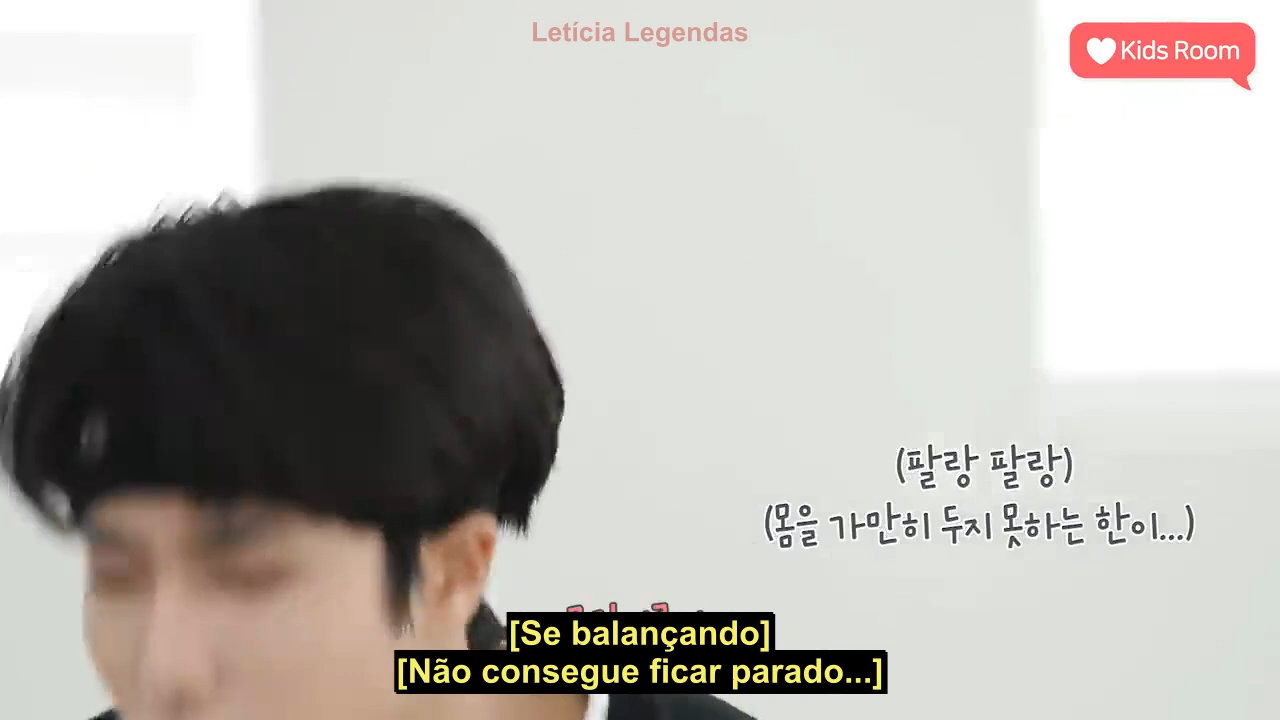 Letícia Legendas
Kids Room
(팔랑 팔랑)
(몸을 가만히 두지 못하는 한이...)
[Se balançando]
[Não consegue ficar parado...]